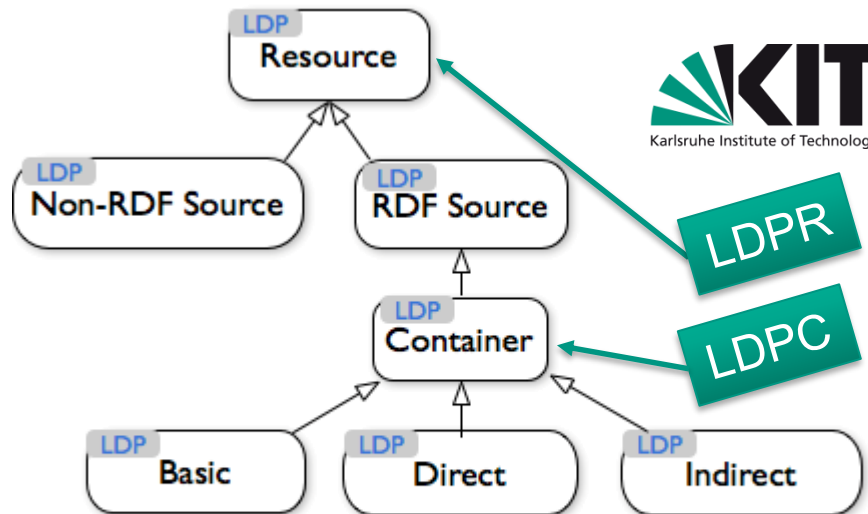 LDP
Resource
KIT
Karlsruhe Institute of Technolog
LDP
Non-RDF Source
LDP
RDF Source
LDPR
LDP
Container
LDPC
LDP
Basic
LDP
Direct
LDP
Indirect